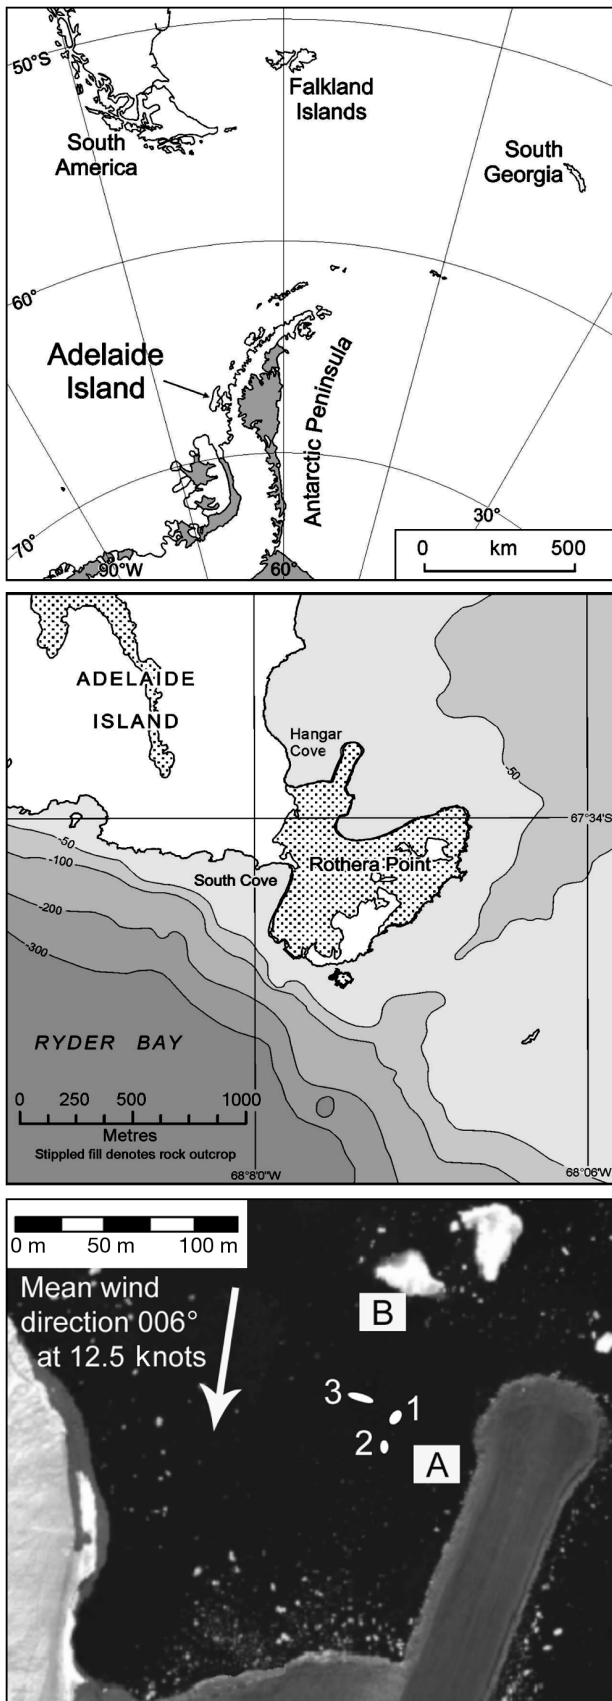 50°S
Falkland
Islands
South
America
South
Georgia
60°
Adelaide
Island
Antarctic Peninsula
70°
90°W
60°
30°
0 km 500
ADELAIDE
ISLAND
Hangar
Cove
-50
67°34'S
-50
-100
South Cove
Rothera Point
-200
-300
RYDER BAY
0 250 500 1000
Metres
Stippled fill denotes rock outcrop
68°8'0"W
68°06'W
0 m 50 m 100 m
Mean wind
direction 006°
at 12.5 knots
B
3
1
2
A